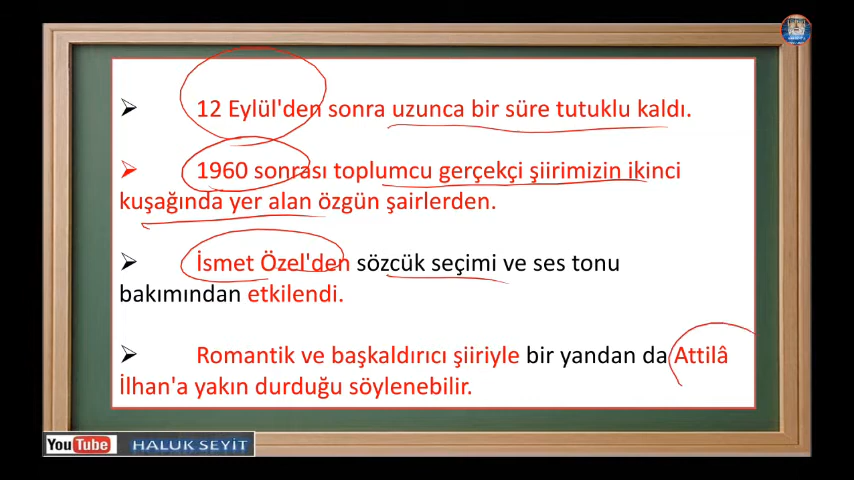 12 Eylül'den sonra uzunca bir süre tutuklu kaldı.
1960 sonrası toplumcu gerçekçi şiirimizin ikinci
kuşağında yer alan özgün şairlerden.
İsmet Özel'den sözcük seçimi ve ses tonu
bakımından etkilendi.
Romantik ve başkaldırıcı şiiriyle bir yandan da Attilâ
İlhan'a yakın durduğu söylenebilir.
YouTube HALUK SEYİT